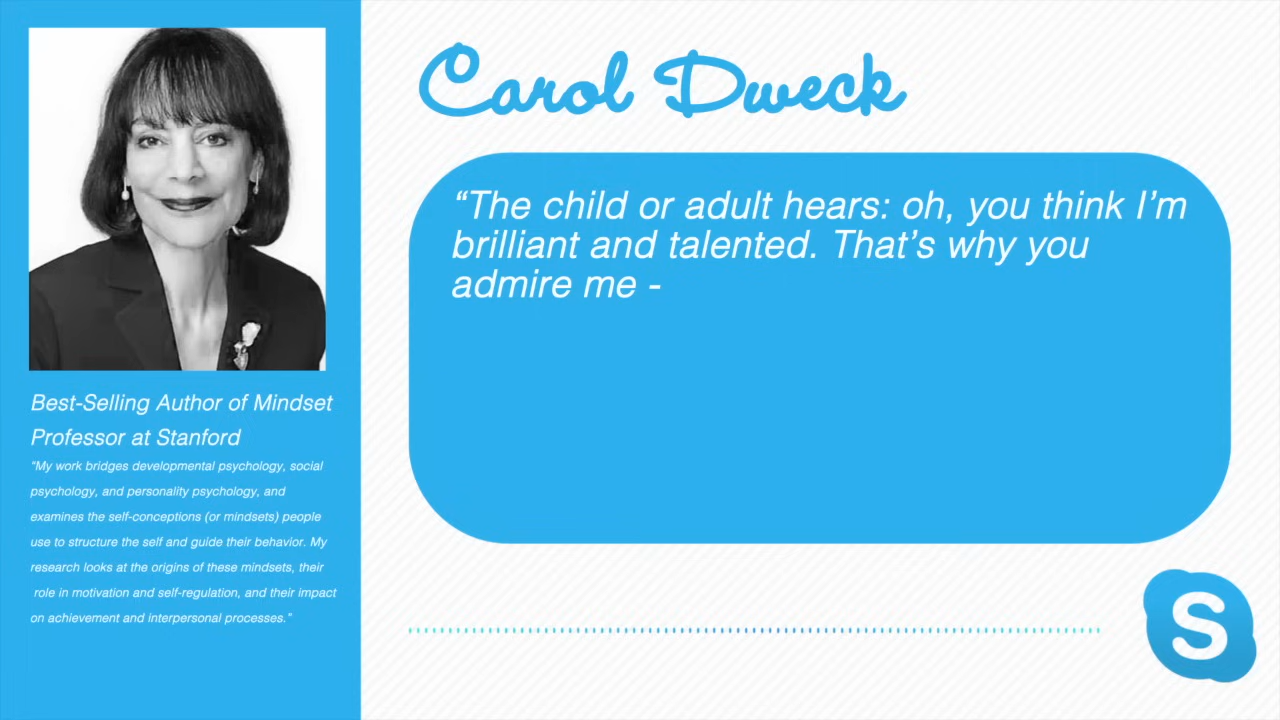 Carol Dweck
“The child or adult hears: oh, you think I’m
brilliant and talented. That’s why you
admire me -
Best-Selling Author of Mindset
Professor at Stanford
“My work bridges developmental psychology, social
psychology, and personality psychology, and
examines the self-conceptions (or mindsets) people
use to structure the self and guide their behavior. My
research looks at the origins of these mindsets, their
role in motivation and self-regulation, and their impact
on achievement and interpersonal processes.”
S